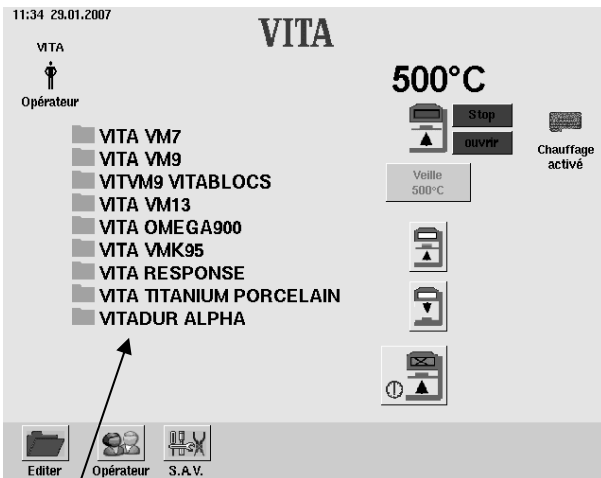 11:34 29.01.2007
VITA
VITA
Opérateur
500°C
Stop
ouvrir
Chauffage
activé
Veille
500°C
VITA VM7
VITA VM9
VITVM9 VITABLOCS
VITA VM13
VITA OMEGA900
VITA VMK95
VITA RESPONSE
VITA TITANIUM PORCELAIN
VITADUR ALPHA
Editer
Opérateur
S.A.V.